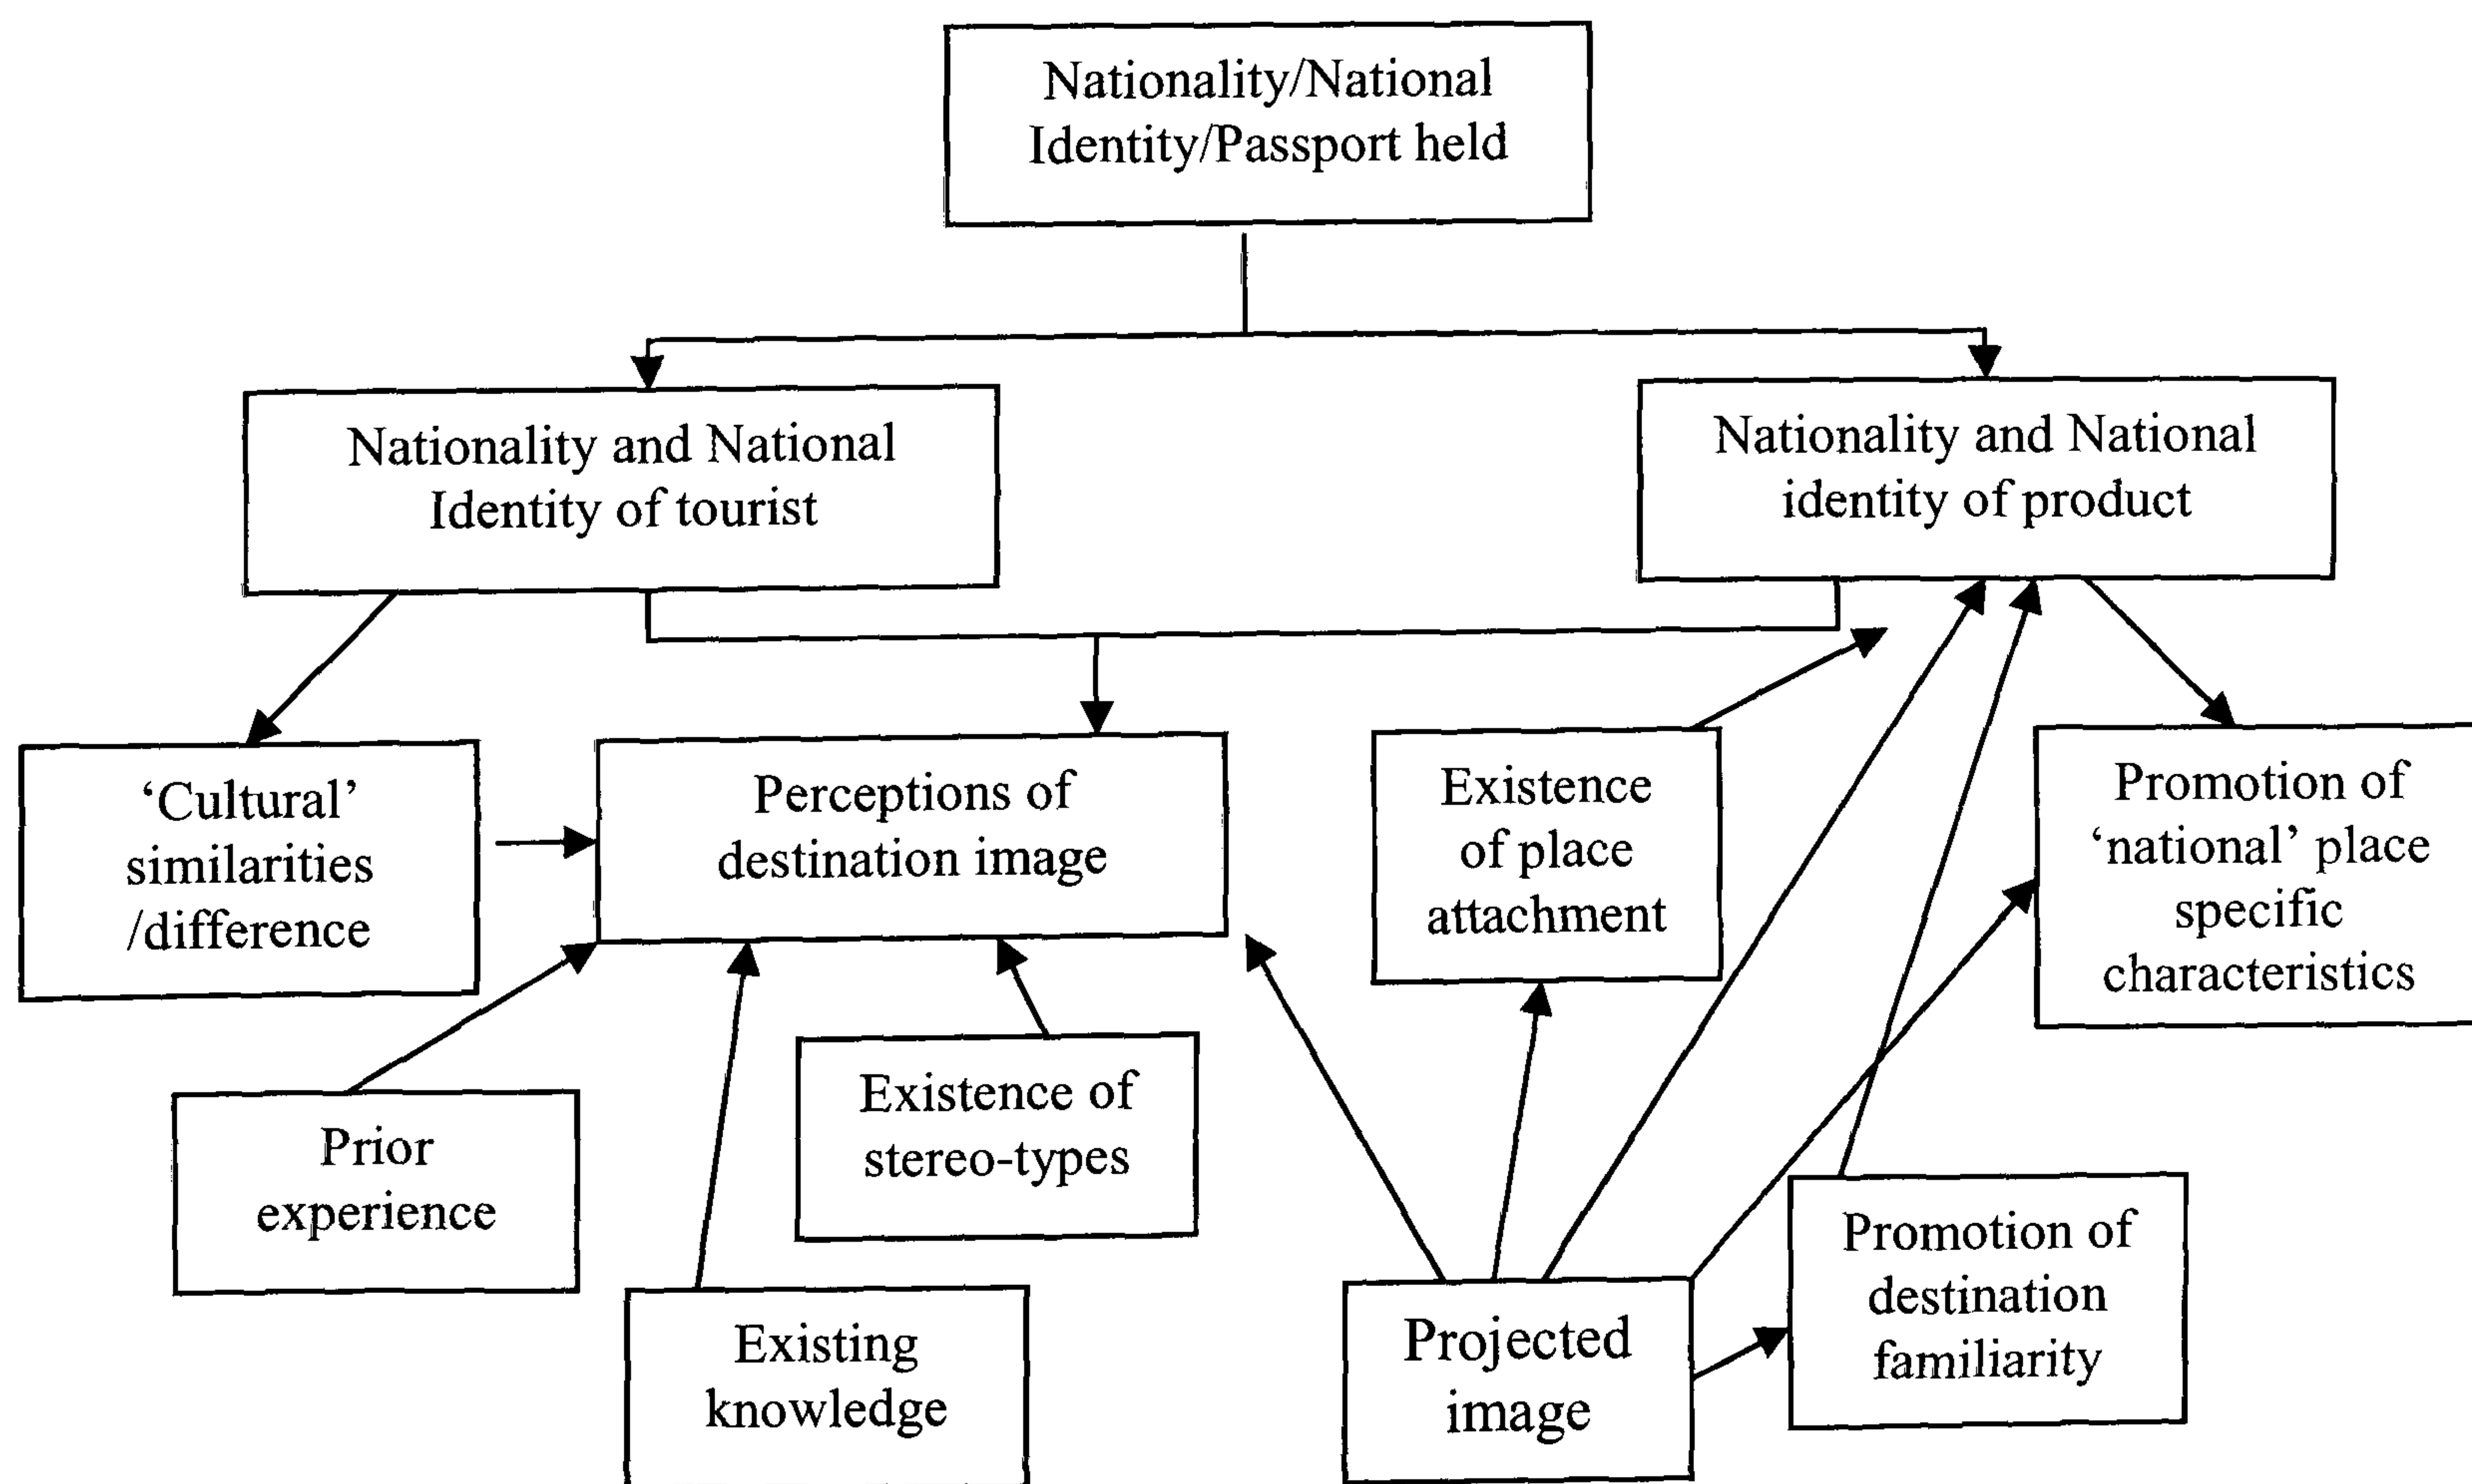 Nationality/National
Identity/Passport held
Nationality and National
Identity of tourist
Nationality and National
identity of product
‘Cultural’
similarities
/difference
Perceptions of
destination image
Existence
of place
attachment
Promotion of
‘national’ place
specific
characteristics
Prior
experience
Existence of
stereo-types
Existing
knowledge
Projected
image
Promotion of
destination
familiarity